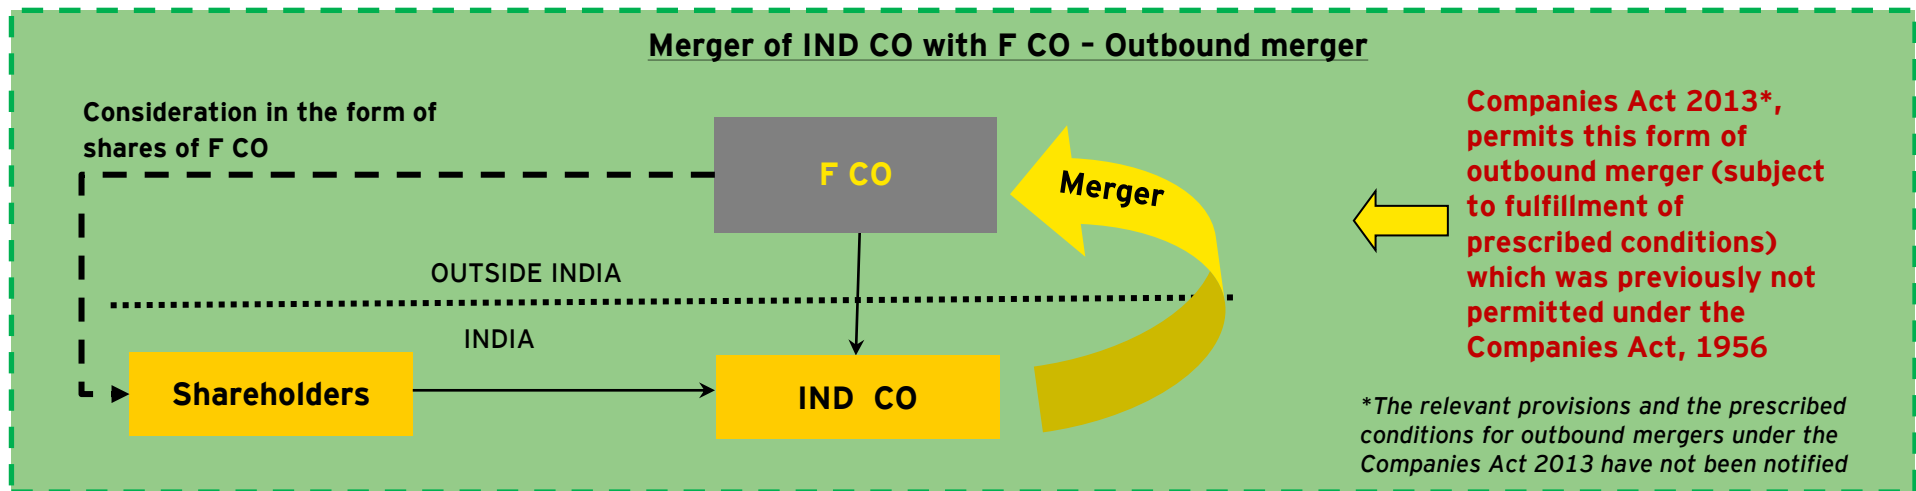 Merger of IND CO with F CO – Outbound merger
Consideration in the form of
shares of F CO
F CO
Merger
OUTSIDE INDIA
INDIA
Shareholders
IND CO
Companies Act 2013*,
permits this form of
outbound merger (subject
to fulfillment of
prescribed conditions)
which was previously not
permitted under the
Companies Act, 1956
*The relevant provisions and the prescribed
conditions for outbound mergers under the
Companies Act 2013 have not been notified